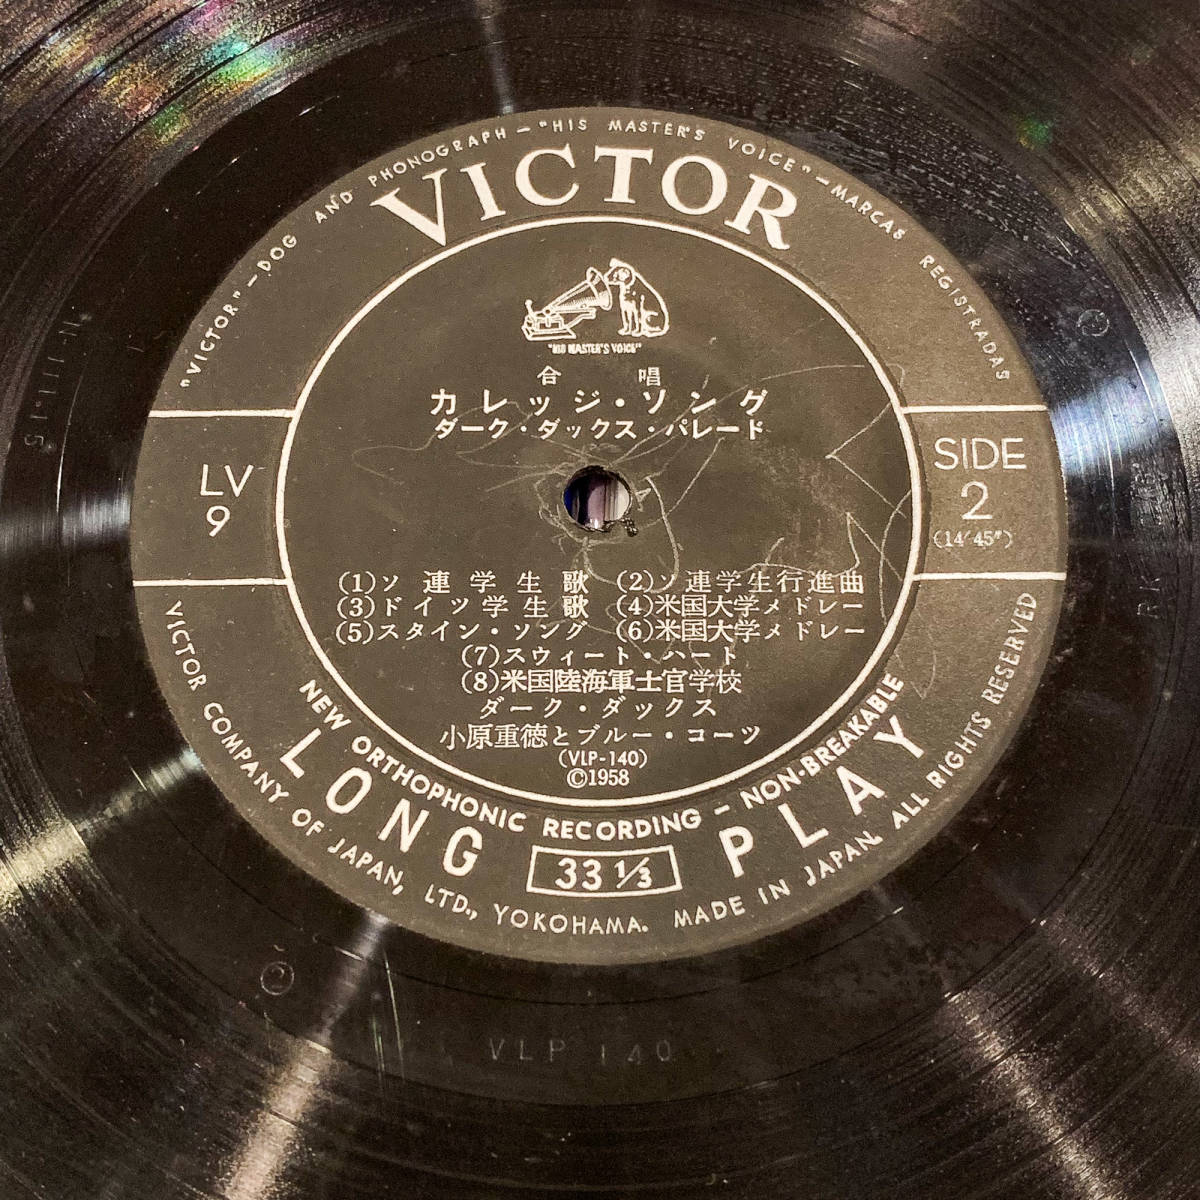 "VICTOR"—DOG AND PHONOGRAPH—"HIS MASTER'S VOICE"—MARCAS REGISTRADAS
VICTOR
"HIS MASTER'S VOICE"
合唱
カレッジ・ソング
ダーク・ダックス・パレード
LV
9
SIDE
2
(14′45″)
(1)ソ連学生歌 (2)ソ連学生行進曲
(3)ドイツ学生歌 (4)米国大学メドレー
(5)スタイン・ソング (6)米国大学メドレー
(7)スウィート・ハート
(8)米国陸海軍士官学校
ダーク・ダックス
小原重徳とブルー・コーツ
(VLP-140)
©1958
NEW ORTHOPHONIC RECORDING – NON-BREAKABLE
LONG PLAY
33 1/3
VICTOR COMPANY OF JAPAN, LTD., YOKOHAMA. MADE IN JAPAN. ALL RIGHTS RESERVED
VLP 140